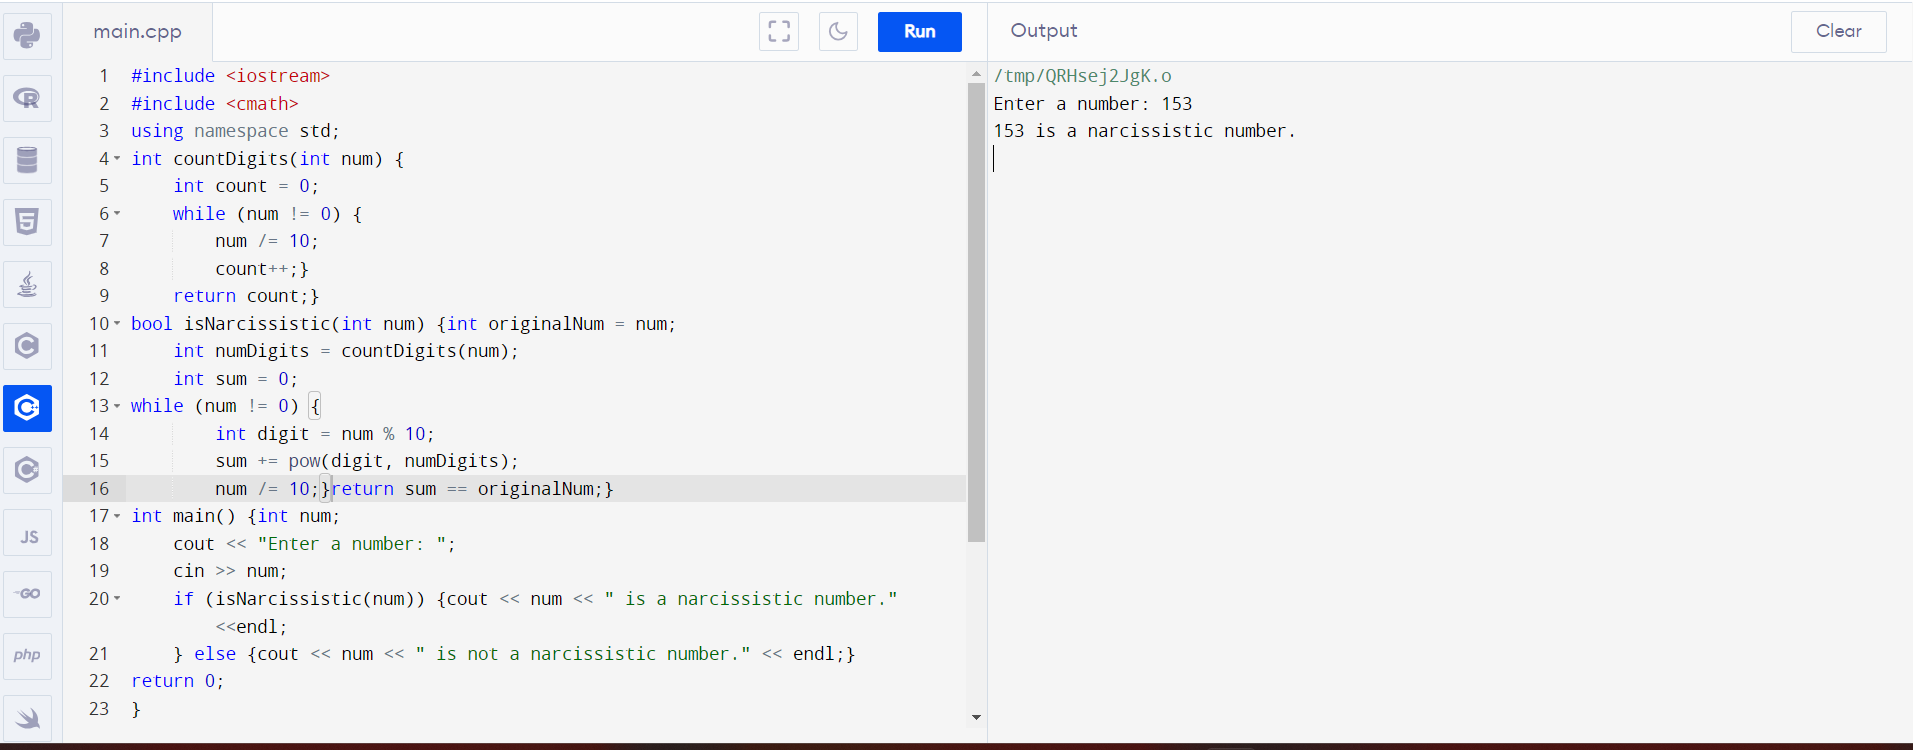 main.cpp
Run
Output
Clear
1 #include <iostream>
2 #include <cmath>
3 using namespace std;
4 int countDigits(int num) {
5     int count = 0;
6     while (num != 0) {
7         num /= 10;
8         count++;}
9     return count;}
10 bool isNarcissistic(int num) {int originalNum = num;
11     int numDigits = countDigits(num);
12     int sum = 0;
13 while (num != 0) {
14         int digit = num % 10;
15         sum += pow(digit, numDigits);
16         num /= 10;}return sum == originalNum;}
17 int main() {int num;
18     cout << "Enter a number: ";
19     cin >> num;
20     if (isNarcissistic(num)) {cout << num << " is a narcissistic number."
<<endl;
21     } else {cout << num << " is not a narcissistic number." << endl;}
22 return 0;
23 }
/tmp/QRHsej2JgK.o
Enter a number: 153
153 is a narcissistic number.
R
5
C
C+
C#
JS
GO
php